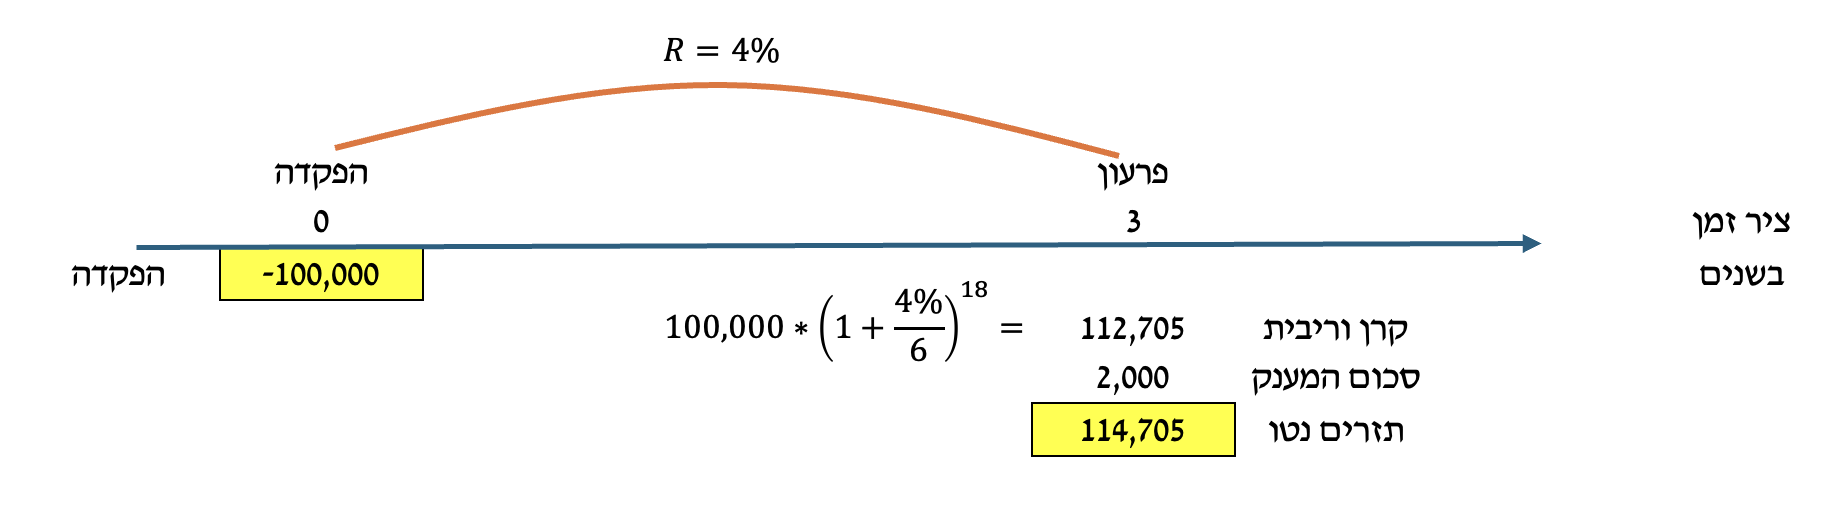 R = 4%
הפקדה פרעון
0 3 ציר זמן
הפקדה -100,000 בשנים
100,000 * (1 + 4%/6)^18 = 112,705 קרן וריבית
2,000 סכום המענק
114,705 תזרים נטו